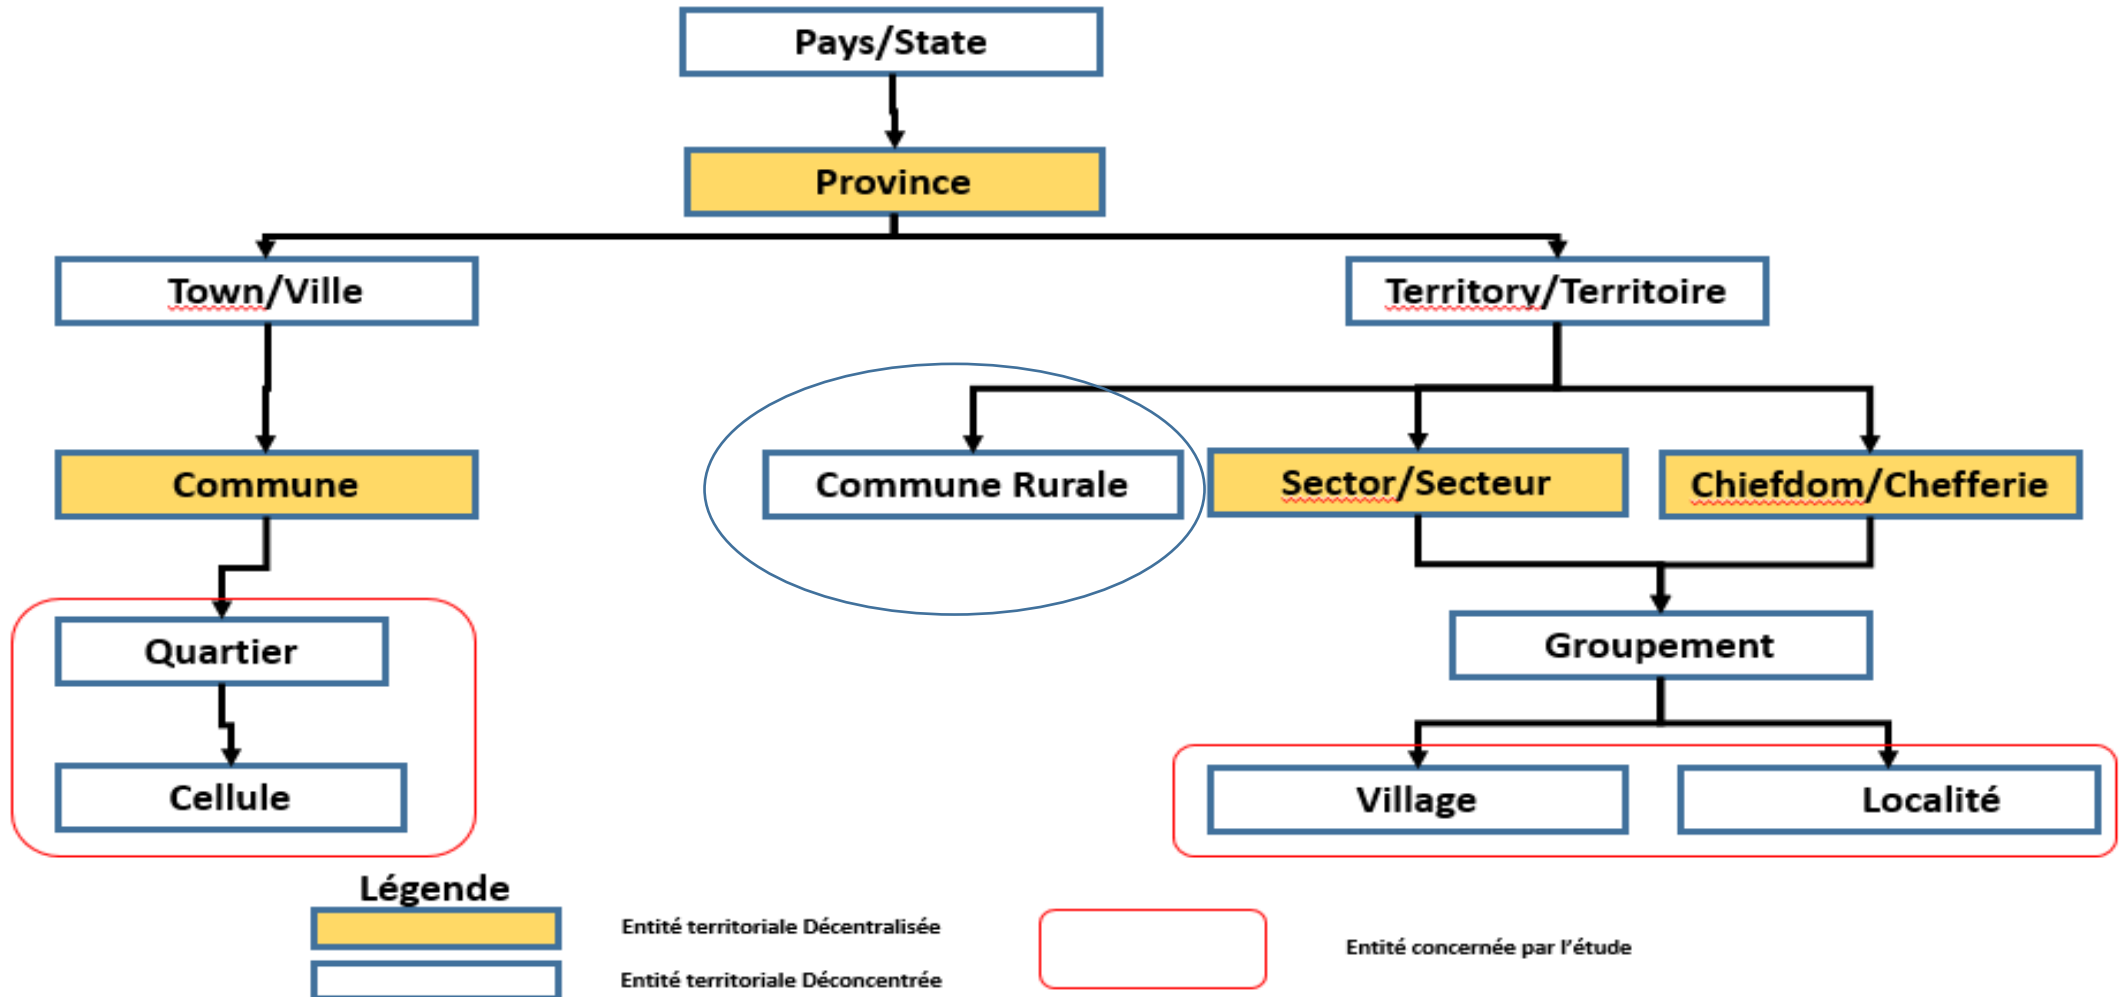 Pays/State
Province
Town/Ville
Territory/Territoire
Commune
Commune Rurale
Sector/Secteur
Chiefdom/Chefferie
Quartier
Groupement
Cellule
Village
Localité
Légende
Entité territoriale Décentralisée
Entité concernée par l'étude
Entité territoriale Déconcentrée